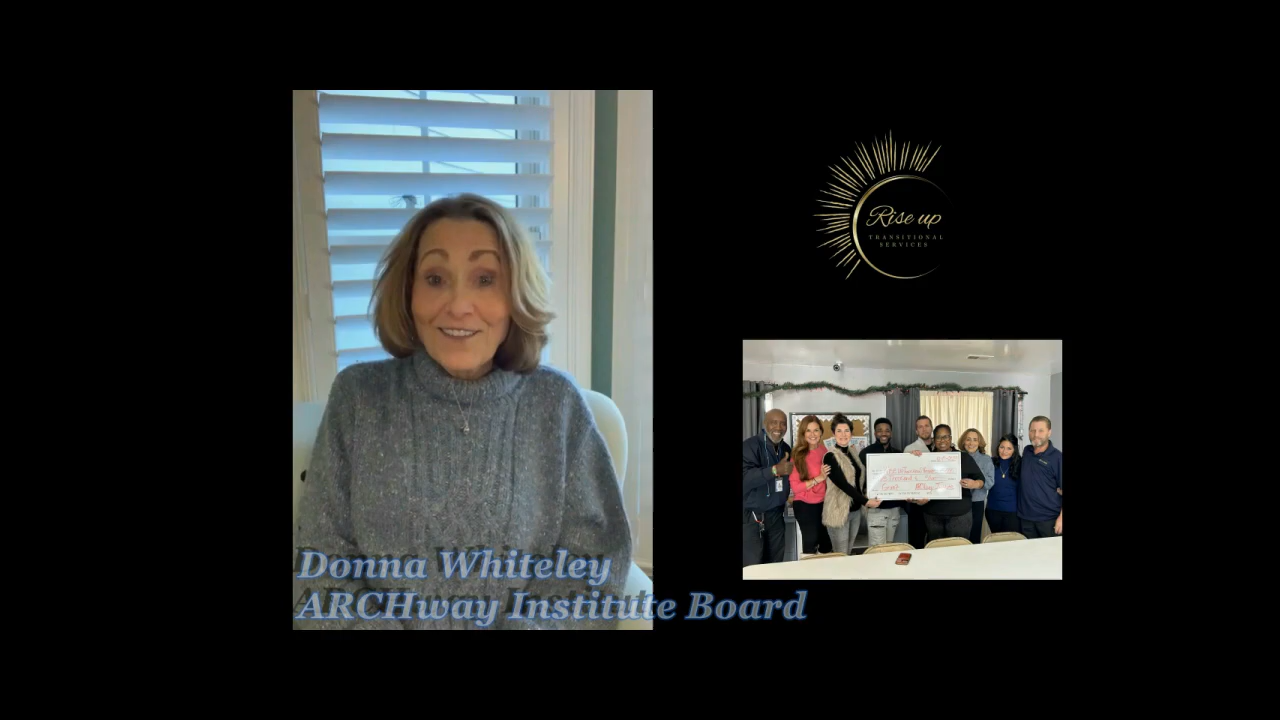 Rise up
TRANSITIONAL
SERVICES
Donna Whiteley
ARCHway Institute Board